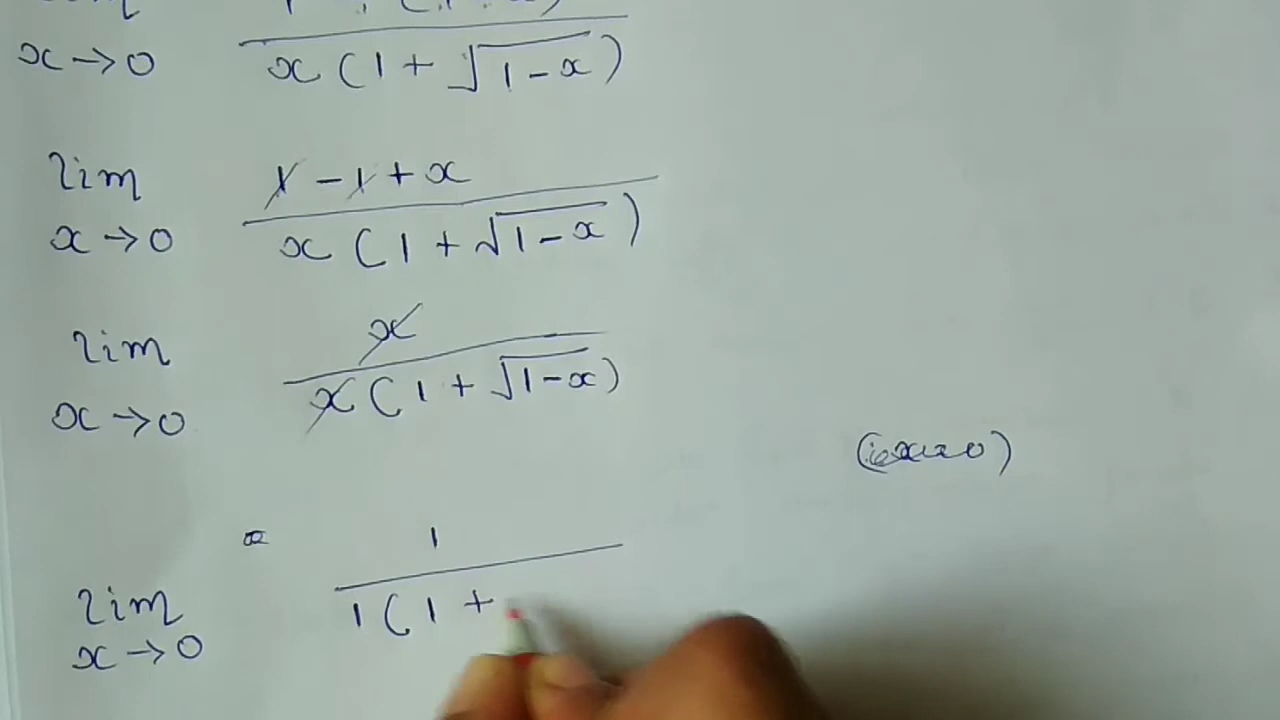 x → 0   x (1 + √1-x)
lim   1 - 1 + x
x → 0   x (1 + √1-x)
lim   x
x → 0   x (1 + √1-x)
=   1
lim   1 (1 +
x → 0